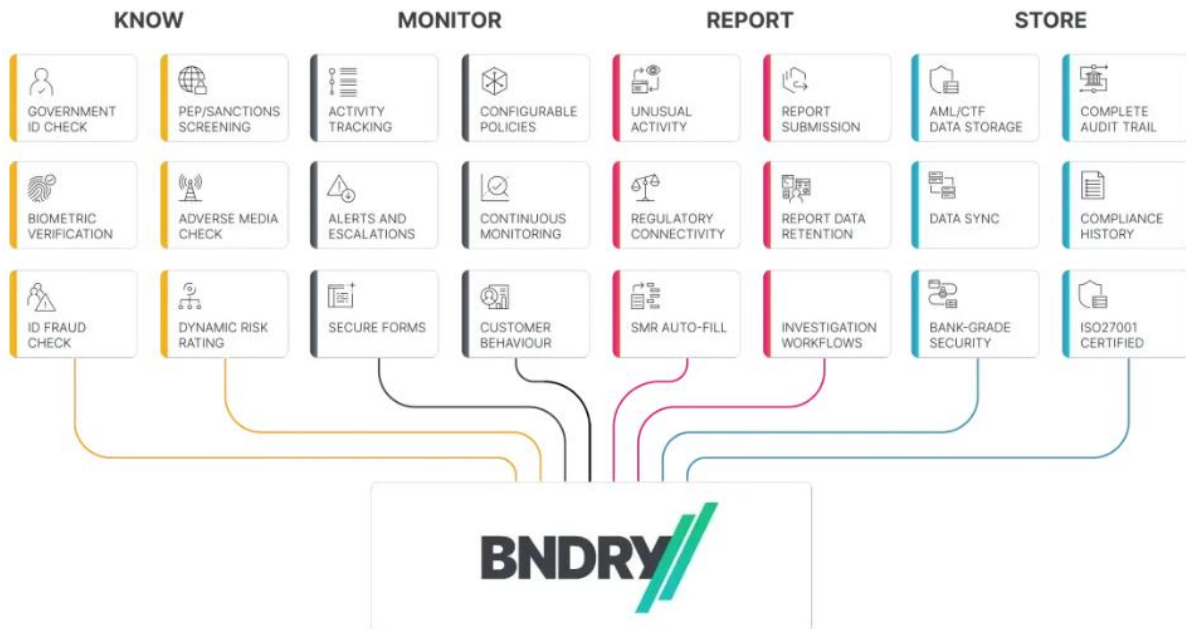 KNOW
MONITOR
REPORT
STORE
GOVERNMENT
ID CHECK
PEP/SANCTIONS
SCREENING
ACTIVITY
TRACKING
CONFIGURABLE
POLICIES
UNUSUAL
ACTIVITY
REPORT
SUBMISSION
AML/CTF
DATA STORAGE
COMPLETE
AUDIT TRAIL
BIOMETRIC
VERIFICATION
ADVERSE MEDIA
CHECK
ALERTS AND
ESCALATIONS
CONTINUOUS
MONITORING
REGULATORY
CONNECTIVITY
REPORT DATA
RETENTION
DATA SYNC
COMPLIANCE
HISTORY
ID FRAUD
CHECK
DYNAMIC RISK
RATING
SECURE FORMS
CUSTOMER
BEHAVIOUR
SMR AUTO-FILL
INVESTIGATION
WORKFLOWS
BANK-GRADE
SECURITY
ISO27001
CERTIFIED
BNDRY